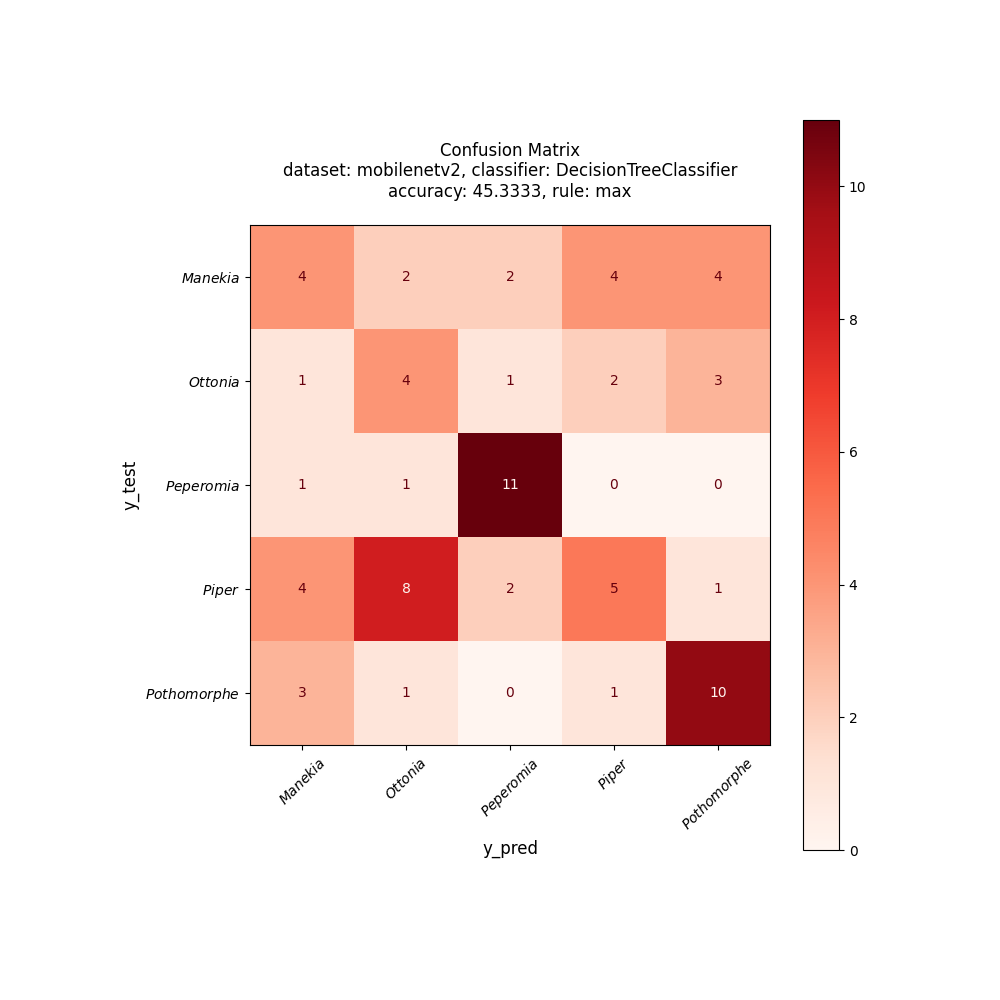 Confusion Matrix
dataset: mobilenetv2, classifier: DecisionTreeClassifier
accuracy: 45.3333, rule: max
Manekia 4 2 2 4 4
Ottonia 1 4 1 2 3
Peperomia 1 1 11 0 0
Piper 4 8 2 5 1
Pothomorphe 3 1 0 1 10
y_test
Manekia Ottonia Peperomia Piper Pothomorphe
y_pred
10
8
6
4
2
0